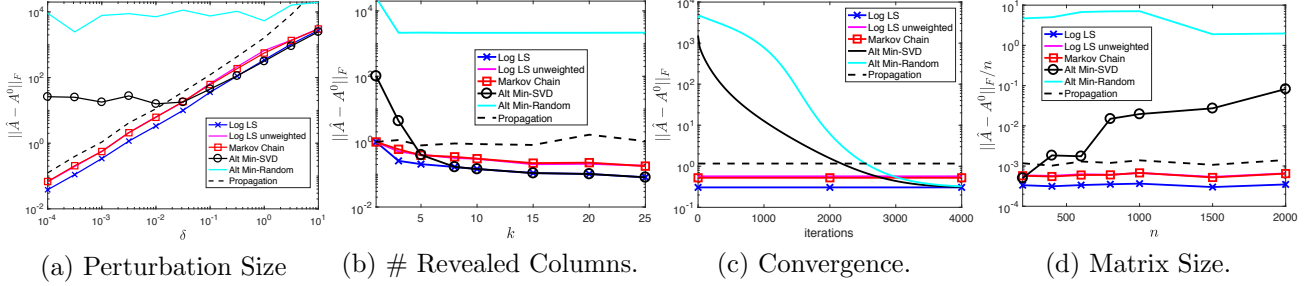 10^4
10^2
10^0
10^-2
||Â - A^0||_F
10^-4
10^-3
10^-2
10^-1
10^0
10^1
δ
Log LS
Log LS unweighted
Markov Chain
Alt Min-SVD
Alt Min-Random
Propagation
(a) Perturbation Size
10^4
10^2
10^0
10^-2
||Â - A^0||_F
5
10
15
20
25
k
Log LS
Log LS unweighted
Markov Chain
Alt Min-SVD
Alt Min-Random
Propagation
(b) # Revealed Columns.
10^4
10^3
10^2
10^1
10^0
10^-1
||Â - A^0||_F
0
1000
2000
3000
4000
iterations
Log LS
Log LS unweighted
Markov Chain
Alt Min-SVD
Alt Min-Random
Propagation
(c) Convergence.
10^1
10^0
10^-1
10^-2
10^-3
10^-4
||Â - A^0||_F/n
500
1000
1500
2000
n
Log LS
Log LS unweighted
Markov Chain
Alt Min-SVD
Alt Min-Random
Propagation
(d) Matrix Size.